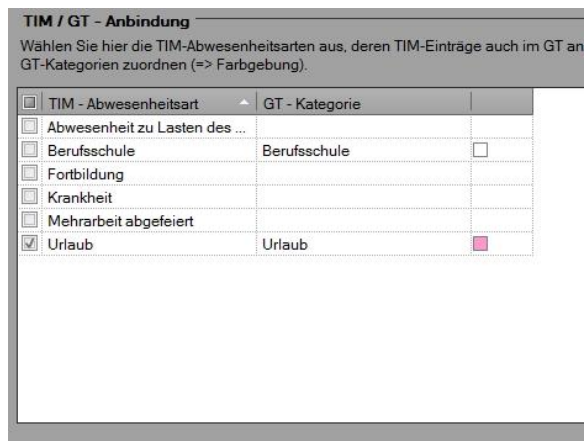 TIM / GT - Anbindung
Wählen Sie hier die TIM-Abwesenheitsarten aus, deren TIM-Einträge auch im GT an
GT-Kategorien zuordnen (=> Farbgebung).
TIM - Abwesenheitsart GT - Kategorie
Abwesenheit zu Lasten des ...
Berufsschule Berufsschule
Fortbildung
Krankheit
Mehrarbeit abgefeiert
Urlaub Urlaub